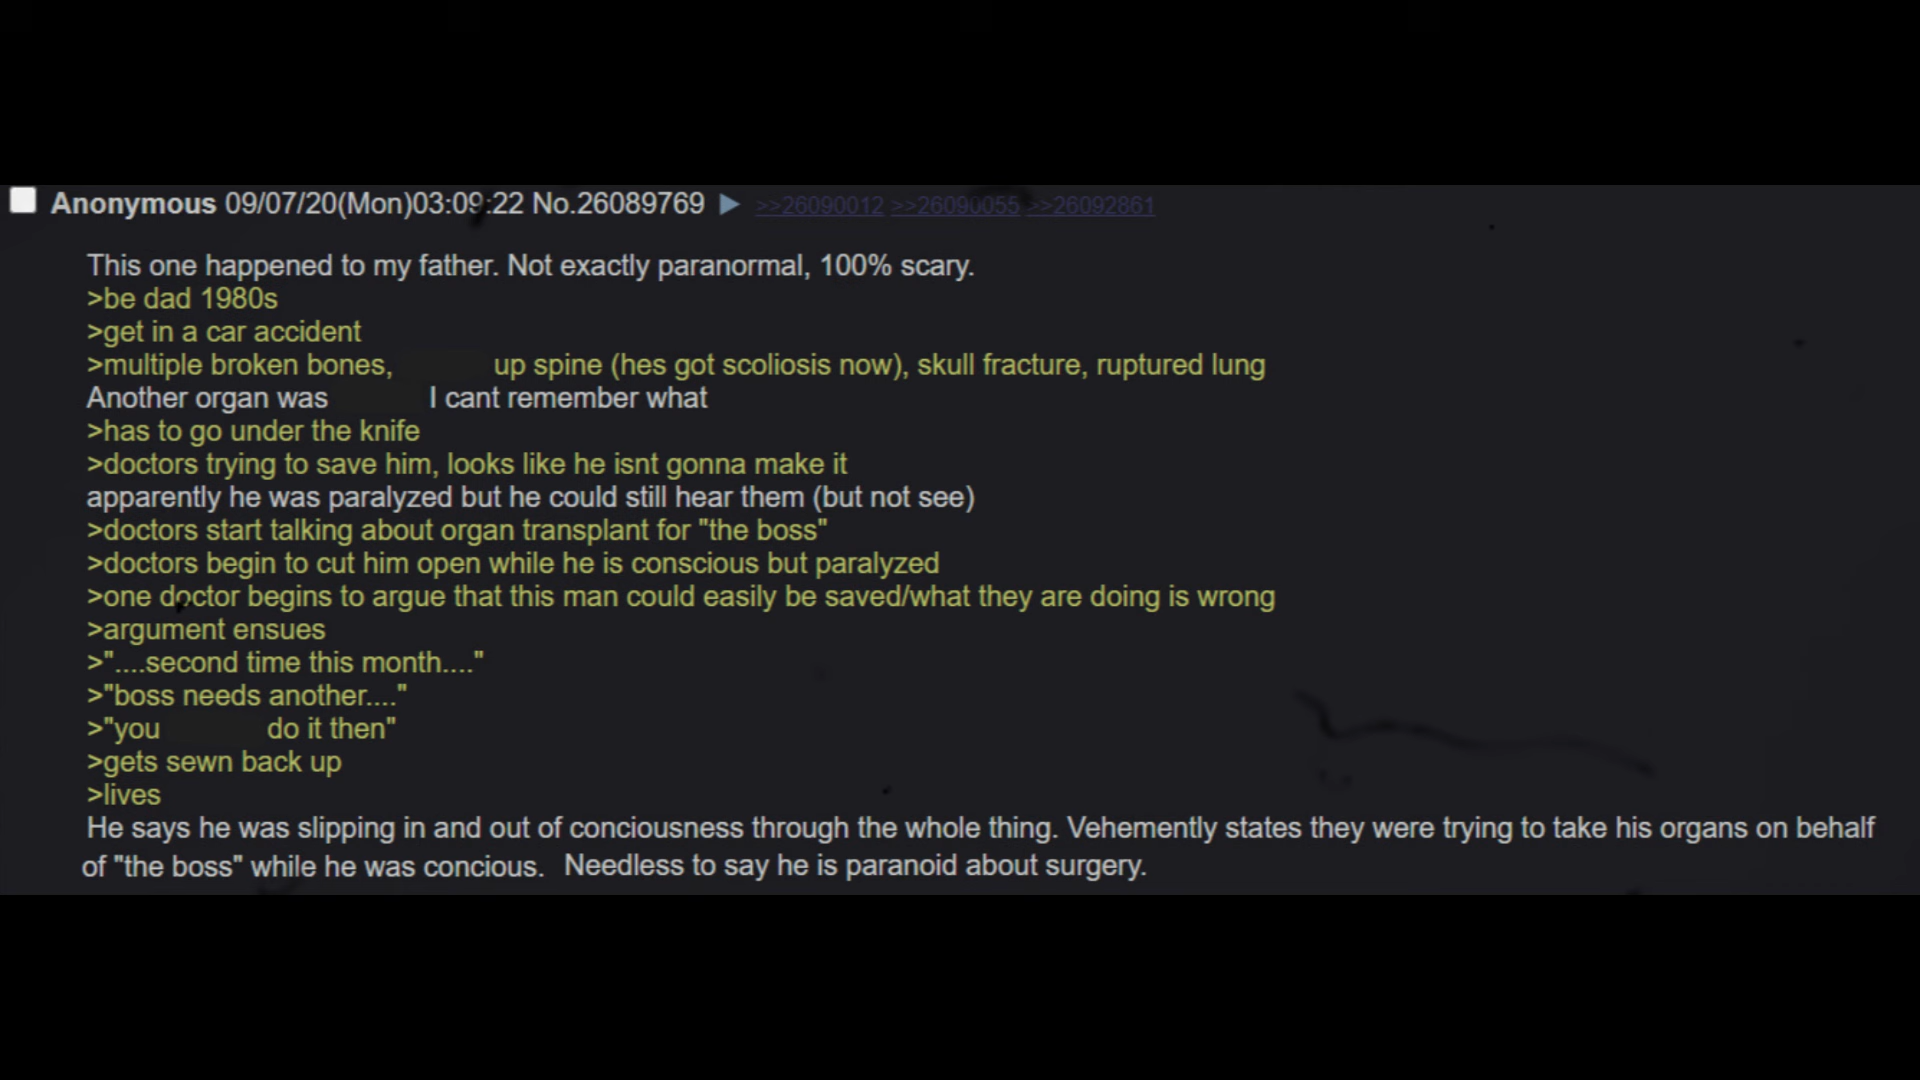 Anonymous 09/07/20(Mon)03:09:22 No.26089769 ▶ >>26090012 >>26090055 >>26092861
This one happened to my father. Not exactly paranormal, 100% scary.
>be dad 1980s
>get in a car accident
>multiple broken bones, up spine (hes got scoliosis now), skull fracture, ruptured lung
Another organ was I cant remember what
>has to go under the knife
>doctors trying to save him, looks like he isnt gonna make it
apparently he was paralyzed but he could still hear them (but not see)
>doctors start talking about organ transplant for "the boss"
>doctors begin to cut him open while he is conscious but paralyzed
>one doctor begins to argue that this man could easily be saved/what they are doing is wrong
>argument ensues
>"....second time this month...."
>"boss needs another...."
>"you do it then"
>gets sewn back up
>lives
He says he was slipping in and out of conciousness through the whole thing. Vehemently states they were trying to take his organs on behalf
of "the boss" while he was concious. Needless to say he is paranoid about surgery.